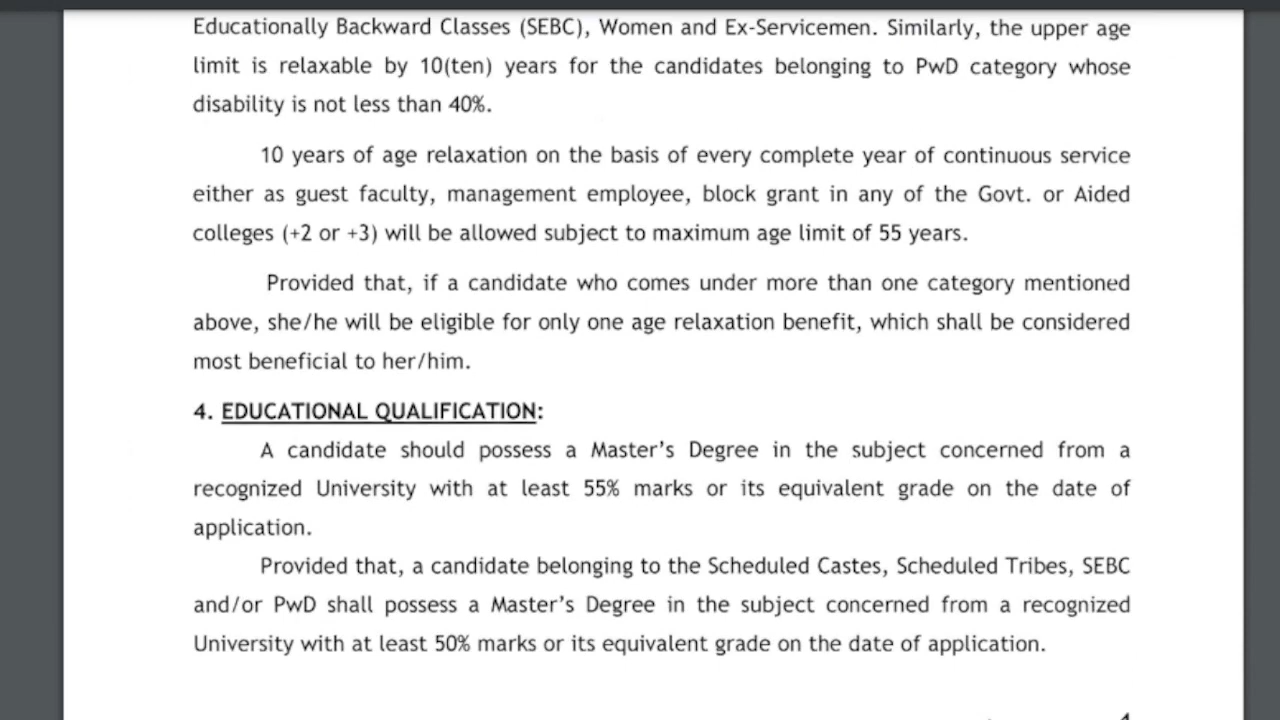 Educationally Backward Classes (SEBC), Women and Ex-Servicemen. Similarly, the upper age
limit is relaxable by 10(ten) years for the candidates belonging to PwD category whose
disability is not less than 40%.
10 years of age relaxation on the basis of every complete year of continuous service
either as guest faculty, management employee, block grant in any of the Govt. or Aided
colleges (+2 or +3) will be allowed subject to maximum age limit of 55 years.
Provided that, if a candidate who comes under more than one category mentioned
above, she/he will be eligible for only one age relaxation benefit, which shall be considered
most beneficial to her/him.
4. EDUCATIONAL QUALIFICATION:
A candidate should possess a Master's Degree in the subject concerned from a
recognized University with at least 55% marks or its equivalent grade on the date of
application.
Provided that, a candidate belonging to the Scheduled Castes, Scheduled Tribes, SEBC
and/or PwD shall possess a Master's Degree in the subject concerned from a recognized
University with at least 50% marks or its equivalent grade on the date of application.